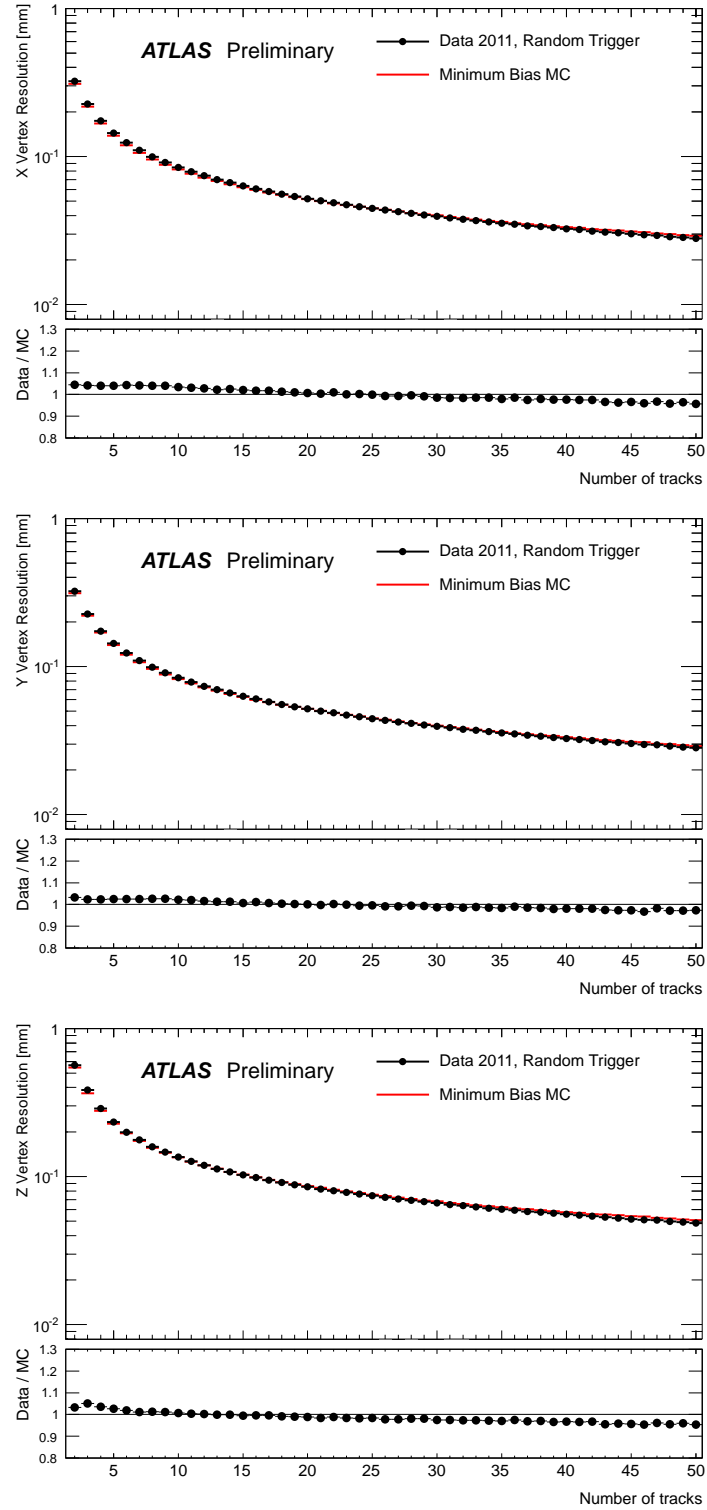 X Vertex Resolution [mm]
1
10⁻¹
10⁻²
ATLAS Preliminary
Data 2011, Random Trigger
Minimum Bias MC
Data / MC
1.3
1.2
1.1
1
0.9
0.8
5 10 15 20 25 30 35 40 45 50
Number of tracks
Y Vertex Resolution [mm]
1
10⁻¹
10⁻²
ATLAS Preliminary
Data 2011, Random Trigger
Minimum Bias MC
Data / MC
1.3
1.2
1.1
1
0.9
0.8
5 10 15 20 25 30 35 40 45 50
Number of tracks
Z Vertex Resolution [mm]
1
10⁻¹
10⁻²
ATLAS Preliminary
Data 2011, Random Trigger
Minimum Bias MC
Data / MC
1.3
1.2
1.1
1
0.9
0.8
5 10 15 20 25 30 35 40 45 50
Number of tracks